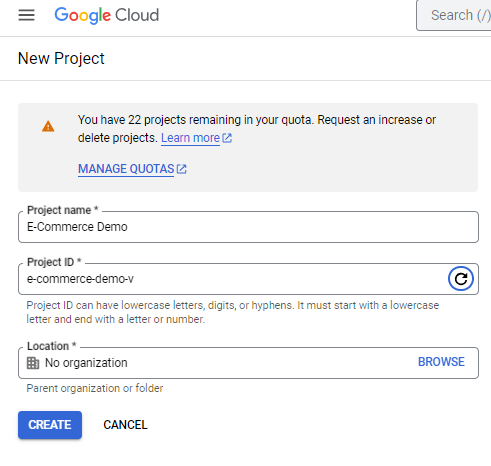 Google Cloud
Search (/)
New Project
You have 22 projects remaining in your quota. Request an increase or
delete projects. Learn more
MANAGE QUOTAS
Project name *
E-Commerce Demo
Project ID *
e-commerce-demo-v
Project ID can have lowercase letters, digits, or hyphens. It must start with a lowercase
letter and end with a letter or number.
Location *
No organization
BROWSE
Parent organization or folder
CREATE
CANCEL